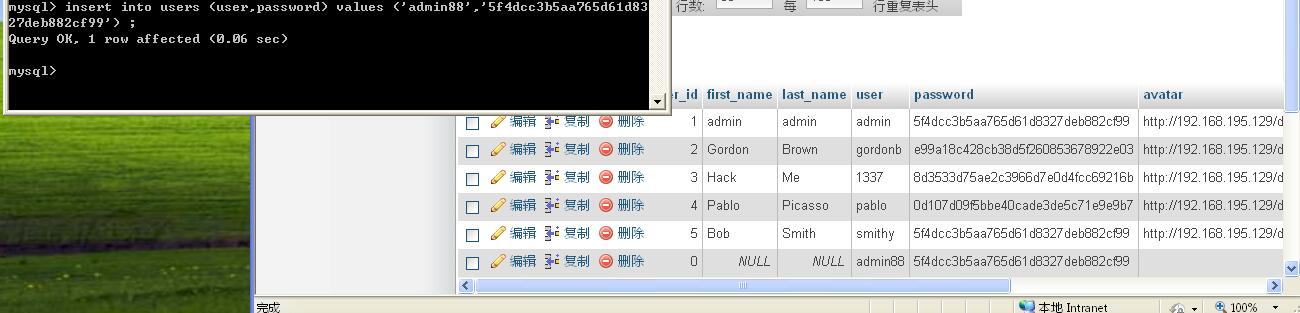 mysql> insert into users (user,password) values ('admin88','5f4dcc3b5aa765d61d83
27deb882cf99') ;
Query OK, 1 row affected (0.06 sec)
mysql>
行数: 每 行重复表头
er_id first_name last_name user password avatar
编辑 复制 删除 1 admin admin admin 5f4dcc3b5aa765d61d8327deb882cf99 http://192.168.195.129/d
编辑 复制 删除 2 Gordon Brown gordonb e99a18c428cb38d5f260853678922e03 http://192.168.195.129/d
编辑 复制 删除 3 Hack Me 1337 8d3533d75ae2c3966d7e0d4fcc69216b http://192.168.195.129/d
编辑 复制 删除 4 Pablo Picasso pablo 0d107d09f5bbe40cade3de5c71e9e9b7 http://192.168.195.129/d
编辑 复制 删除 5 Bob Smith smithy 5f4dcc3b5aa765d61d8327deb882cf99 http://192.168.195.129/d
编辑 复制 删除 0 NULL NULL admin88 5f4dcc3b5aa765d61d8327deb882cf99
完成 本地 Intranet 100%